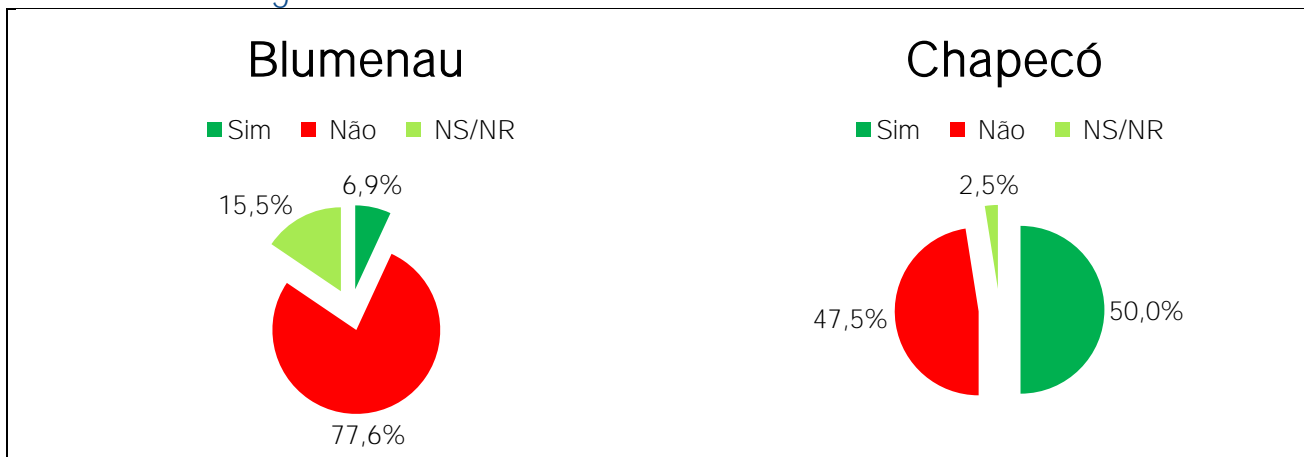 Blumenau
Sim Não NS/NR
6,9%
15,5%
77,6%
Chapecó
Sim Não NS/NR
2,5%
47,5%
50,0%